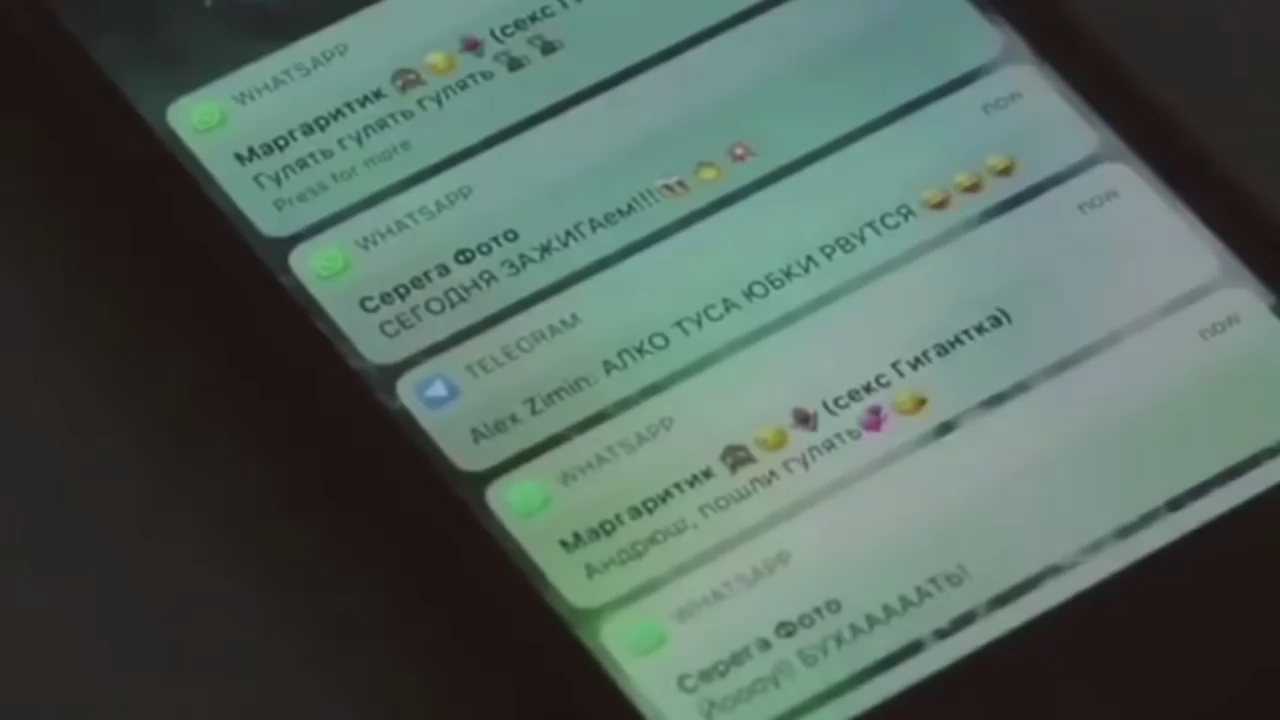 WHATSAPP
Маргаритик 🙈😘🌹 (секс Г
Гулять гулять гулять
Press for more
WHATSAPP
now
Серега Фото
СЕГОДНЯ ЗАЖИГАем!!!
TELEGRAM
now
Alex Zimin: АЛКО ТУСА ЮБКИ РВУТСЯ 😂😂😂
WHATSAPP
now
Маргаритик 🙈😘🌹 (секс Гигантка)
Андрюш, пошли гулять💞😘
WHATSAPP
Серега Фото
Йоооу!! БУХАААААТЬ!